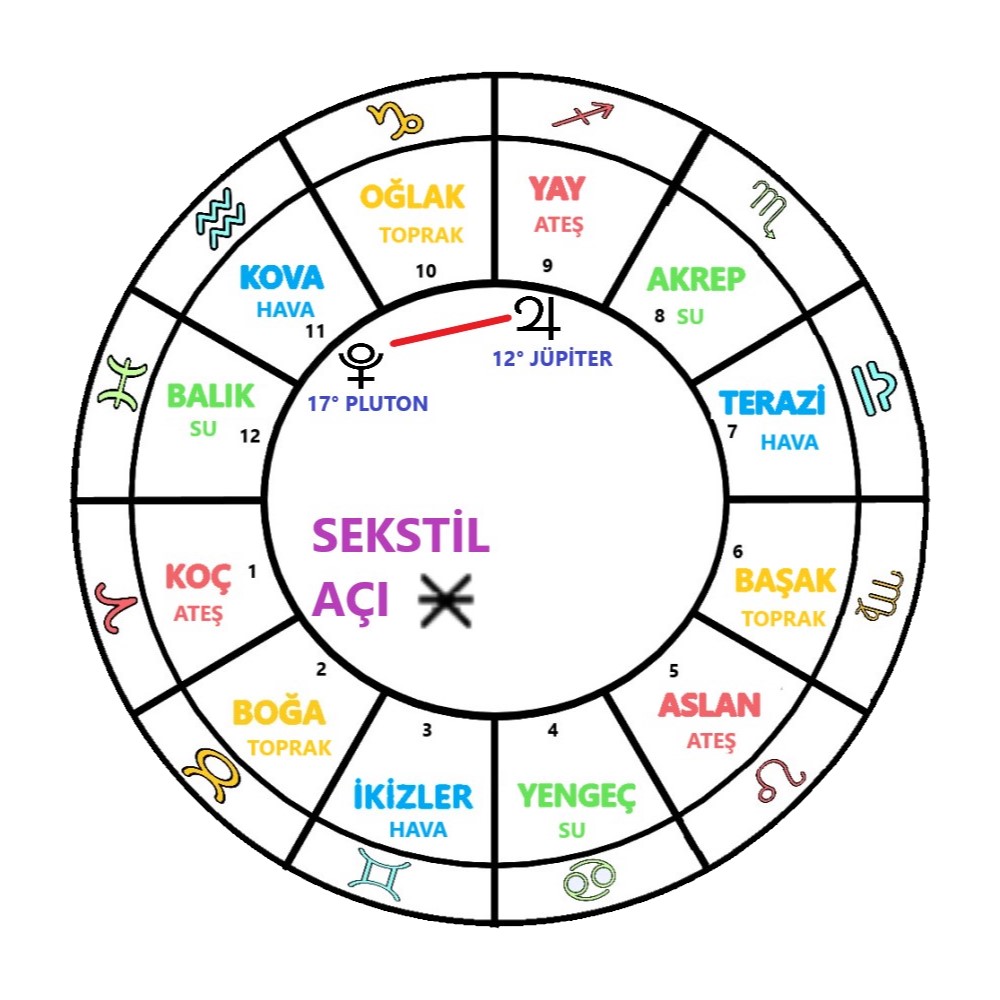 OĞLAK
TOPRAK
10
YAY
ATEŞ
9
KOVA
HAVA
11
AKREP
8 SU
12° JÜPİTER
17° PLUTON
BALIK
SU
12
TERAZİ
7
HAVA
SEKSTİL
AÇI
KOÇ
1
ATEŞ
6
BAŞAK
TOPRAK
2
BOĞA
TOPRAK
5
ASLAN
ATEŞ
3
İKİZLER
HAVA
4
YENGEÇ
SU